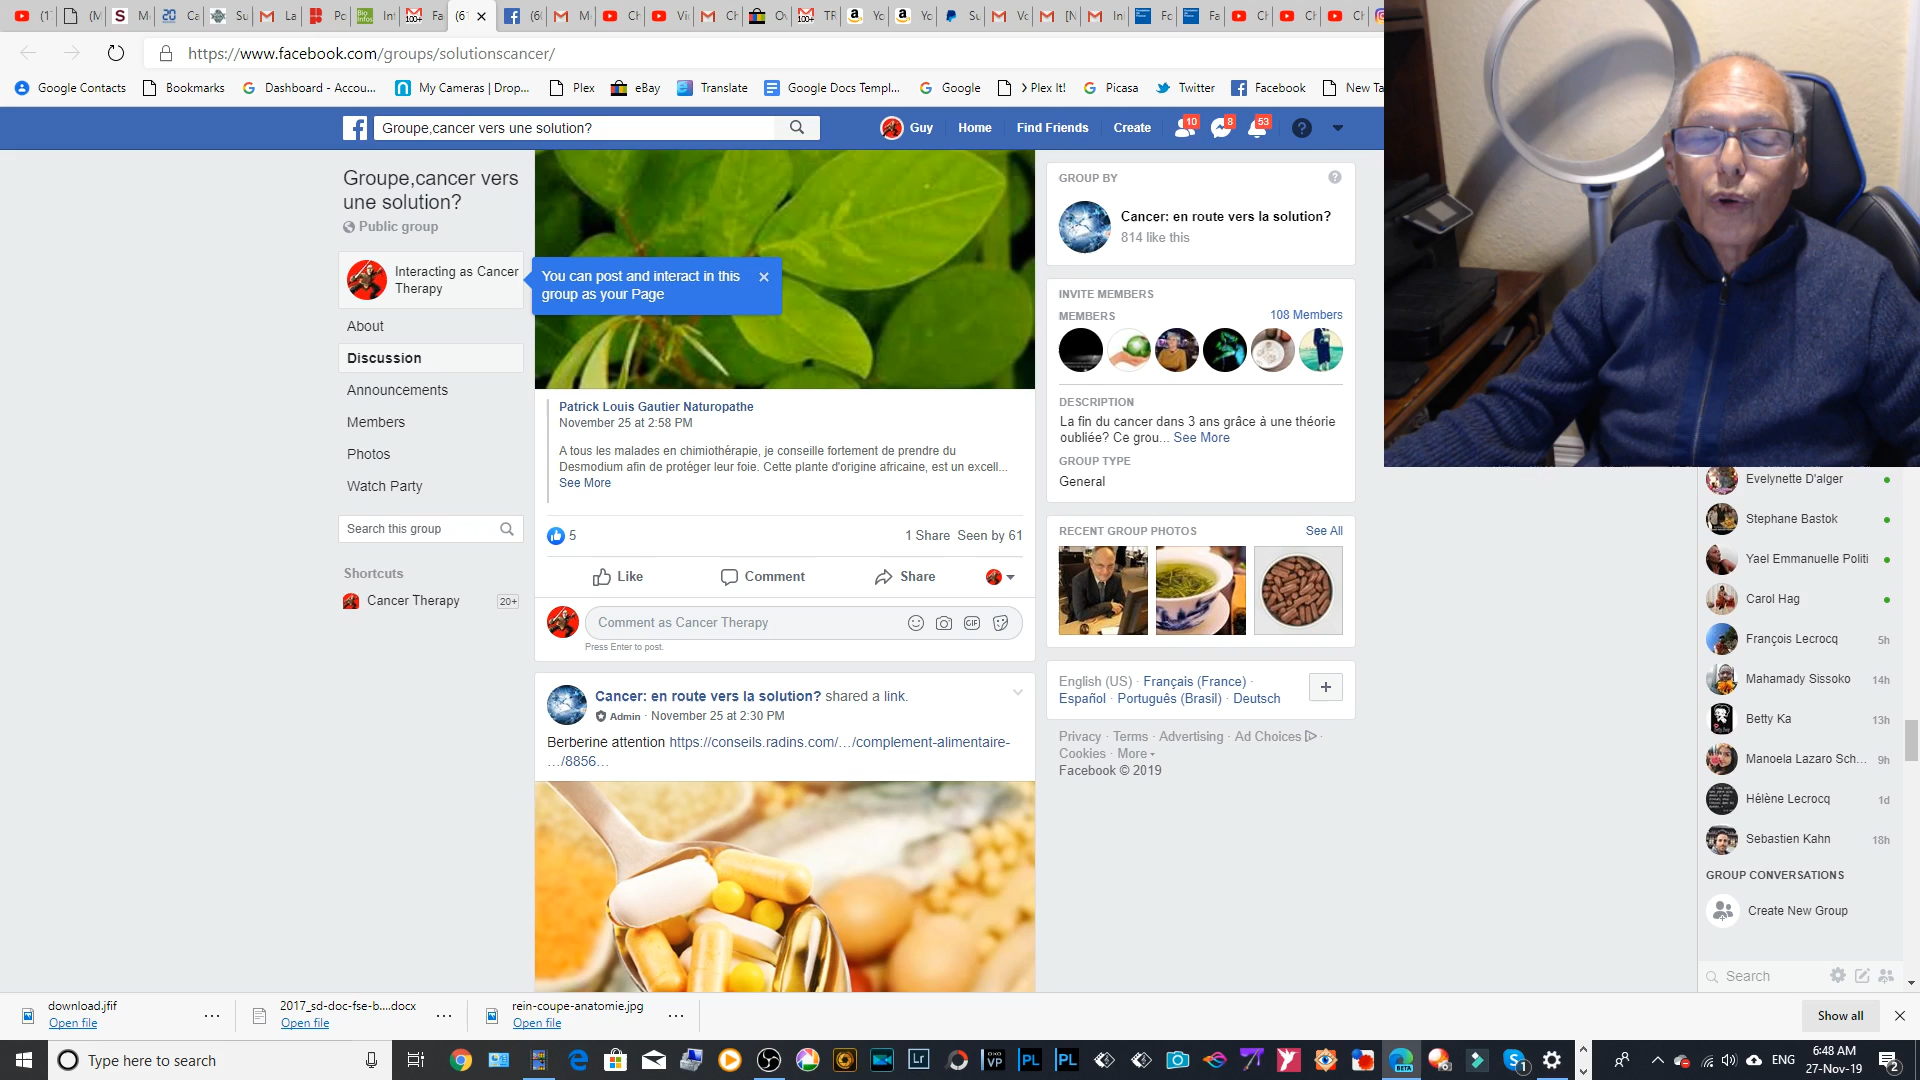 https://www.facebook.com/groups/solutionscancer/
Google Contacts
Bookmarks
Dashboard - Accou...
My Cameras | Drop...
Plex
eBay
Translate
Google Docs Templ...
Google
> Plex It!
Picasa
Twitter
Facebook
New Ta
Groupe,cancer vers une solution?
Guy
Home
Find Friends
Create
10
8
53
Groupe,cancer vers
une solution?
Public group
Interacting as Cancer
Therapy
You can post and interact in this
group as your Page
About
Discussion
Announcements
Members
Photos
Watch Party
Search this group
Shortcuts
Cancer Therapy
20+
Patrick Louis Gautier Naturopathe
November 25 at 2:58 PM
A tous les malades en chimiothérapie, je conseille fortement de prendre du
Desmodium afin de protéger leur foie. Cette plante d'origine africaine, est un excell...
See More
5
1 Share Seen by 61
Like
Comment
Share
Comment as Cancer Therapy
GIF
Press Enter to post.
Cancer: en route vers la solution? shared a link.
Admin · November 25 at 2:30 PM
Berberine attention https://conseils.radins.com/…/complement-alimentaire-
…/8856…
GROUP BY
Cancer: en route vers la solution?
814 like this
INVITE MEMBERS
MEMBERS
108 Members
DESCRIPTION
La fin du cancer dans 3 ans grâce à une théorie
oubliée? Ce grou... See More
GROUP TYPE
General
RECENT GROUP PHOTOS
See All
English (US) · Français (France) ·
Español · Português (Brasil) · Deutsch
Privacy · Terms · Advertising · Ad Choices ·
Cookies · More
Facebook © 2019
Evelynette D'alger
Stephane Bastok
Yael Emmanuelle Politi
Carol Hag
François Lecrocq
5h
Mahamady Sissoko
14h
Betty Ka
13h
Manoela Lazaro Sch...
9h
Hélène Lecrocq
1d
Sebastien Kahn
18h
GROUP CONVERSATIONS
Create New Group
Search
download.jfif
Open file
2017_sd-doc-fse-b....docx
Open file
rein-coupe-anatomie.jpg
Open file
Show all
Type here to search
Lr
VP
PL
PL
BETA
1
ENG
6:48 AM
27-Nov-19
2